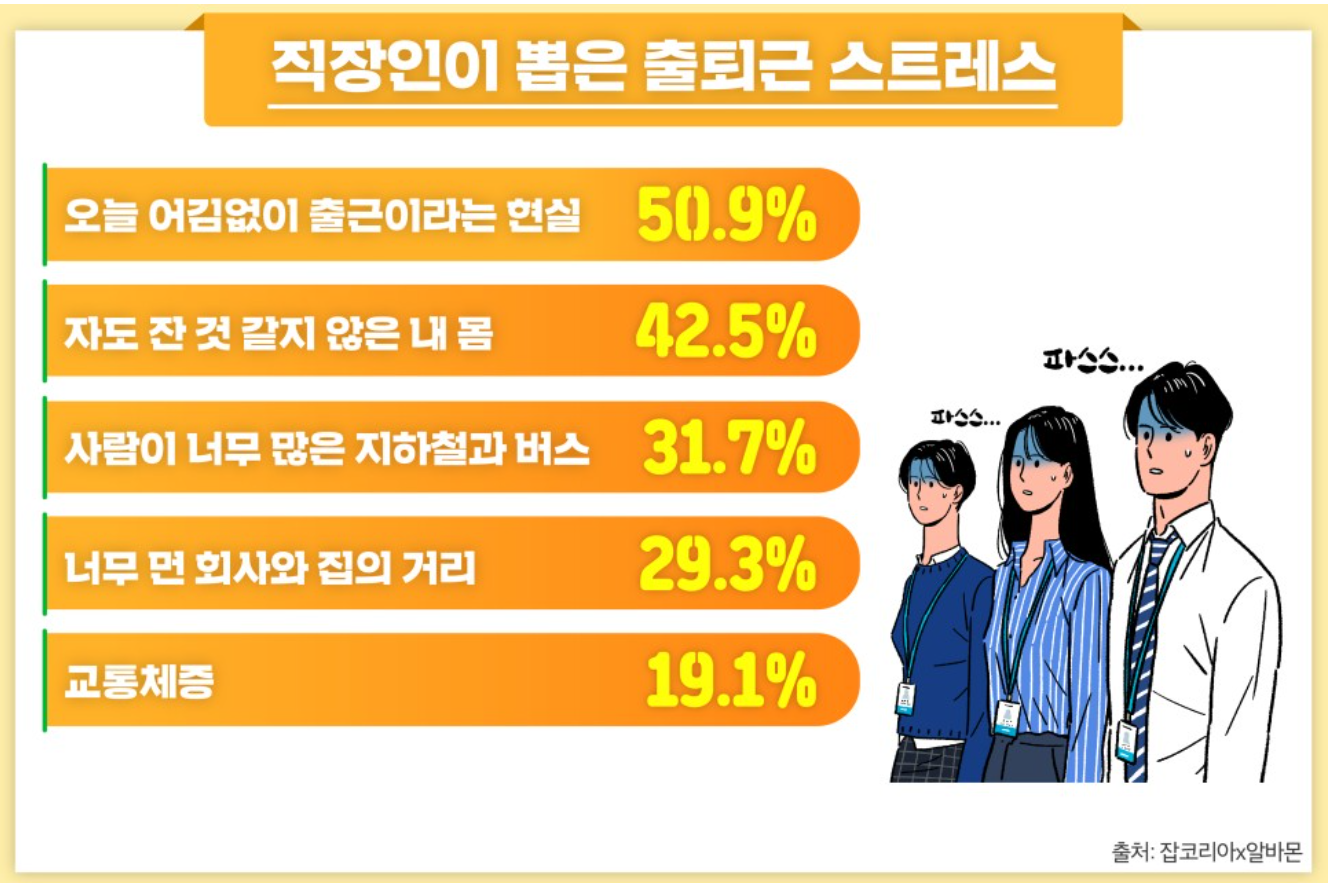 직장인이 뽑은 출퇴근 스트레스
오늘 어김없이 출근이라는 현실 50.9%
자도 잔 것 같지 않은 내 몸 42.5%
사람이 너무 많은 지하철과 버스 31.7%
너무 먼 회사와 집의 거리 29.3%
교통체증 19.1%
파스스...
파스스...
출처: 잡코리아x알바몬